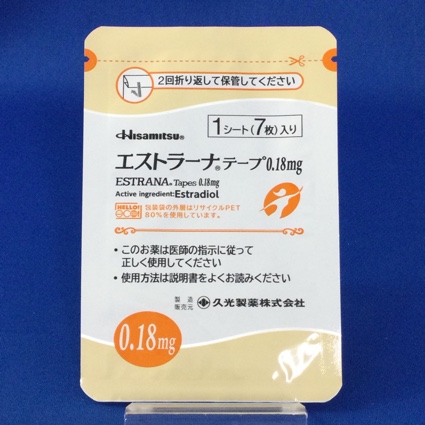 2回折り返して保管してください
Hisamitsu®
1シート(7枚)入り
エストラーナ®テープ0.18mg
ESTRANA® Tapes 0.18mg
Active ingredient:Estradiol
HELLO! eco!
包装袋の外層はリサイクルPET
80%を使用しています。
・このお薬は医師の指示に従って
正しく使用してください
・使用方法は説明書をよくお読みください
製造
販売元 久光製薬株式会社
0.18mg